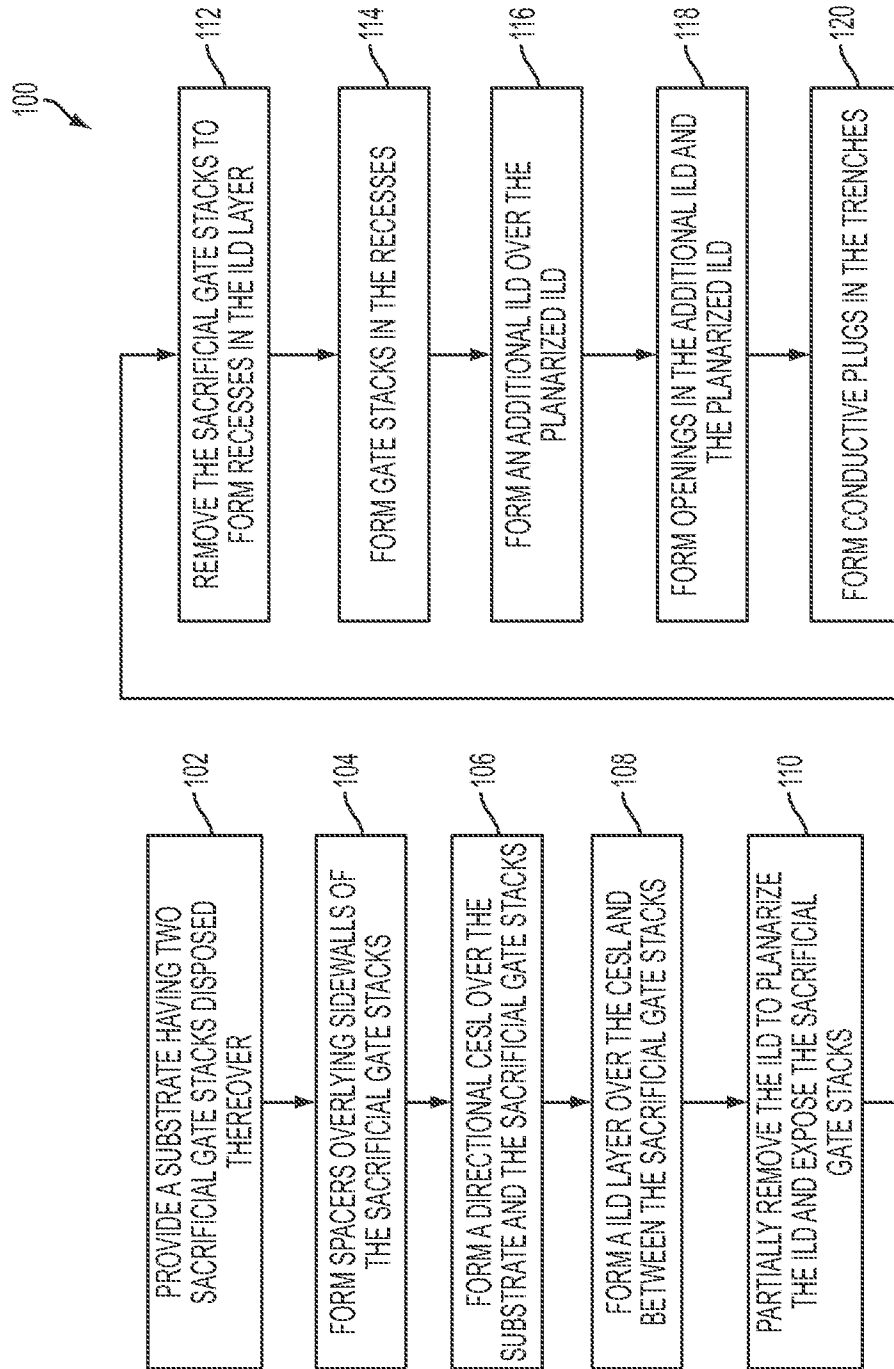 100
PROVIDE A SUBSTRATE HAVING TWO
SACRIFICIAL GATE STACKS DISPOSED
THEREOVER
102
FORM SPACERS OVERLYING SIDEWALLS OF
THE SACRIFICIAL GATE STACKS
104
FORM A DIRECTIONAL CESL OVER THE
SUBSTRATE AND THE SACRIFICIAL GATE STACKS
106
FORM A ILD LAYER OVER THE CESL AND
BETWEEN THE SACRIFICIAL GATE STACKS
108
PARTIALLY REMOVE THE ILD TO PLANARIZE
THE ILD AND EXPOSE THE SACRIFICIAL
GATE STACKS
110
REMOVE THE SACRIFICIAL GATE STACKS TO
FORM RECESSES IN THE ILD LAYER
112
FORM GATE STACKS IN THE RECESSES
114
FORM AN ADDITIONAL ILD OVER THE
PLANARIZED ILD
116
FORM OPENINGS IN THE ADDITIONAL ILD AND
THE PLANARIZED ILD
118
FORM CONDUCTIVE PLUGS IN THE TRENCHES
120